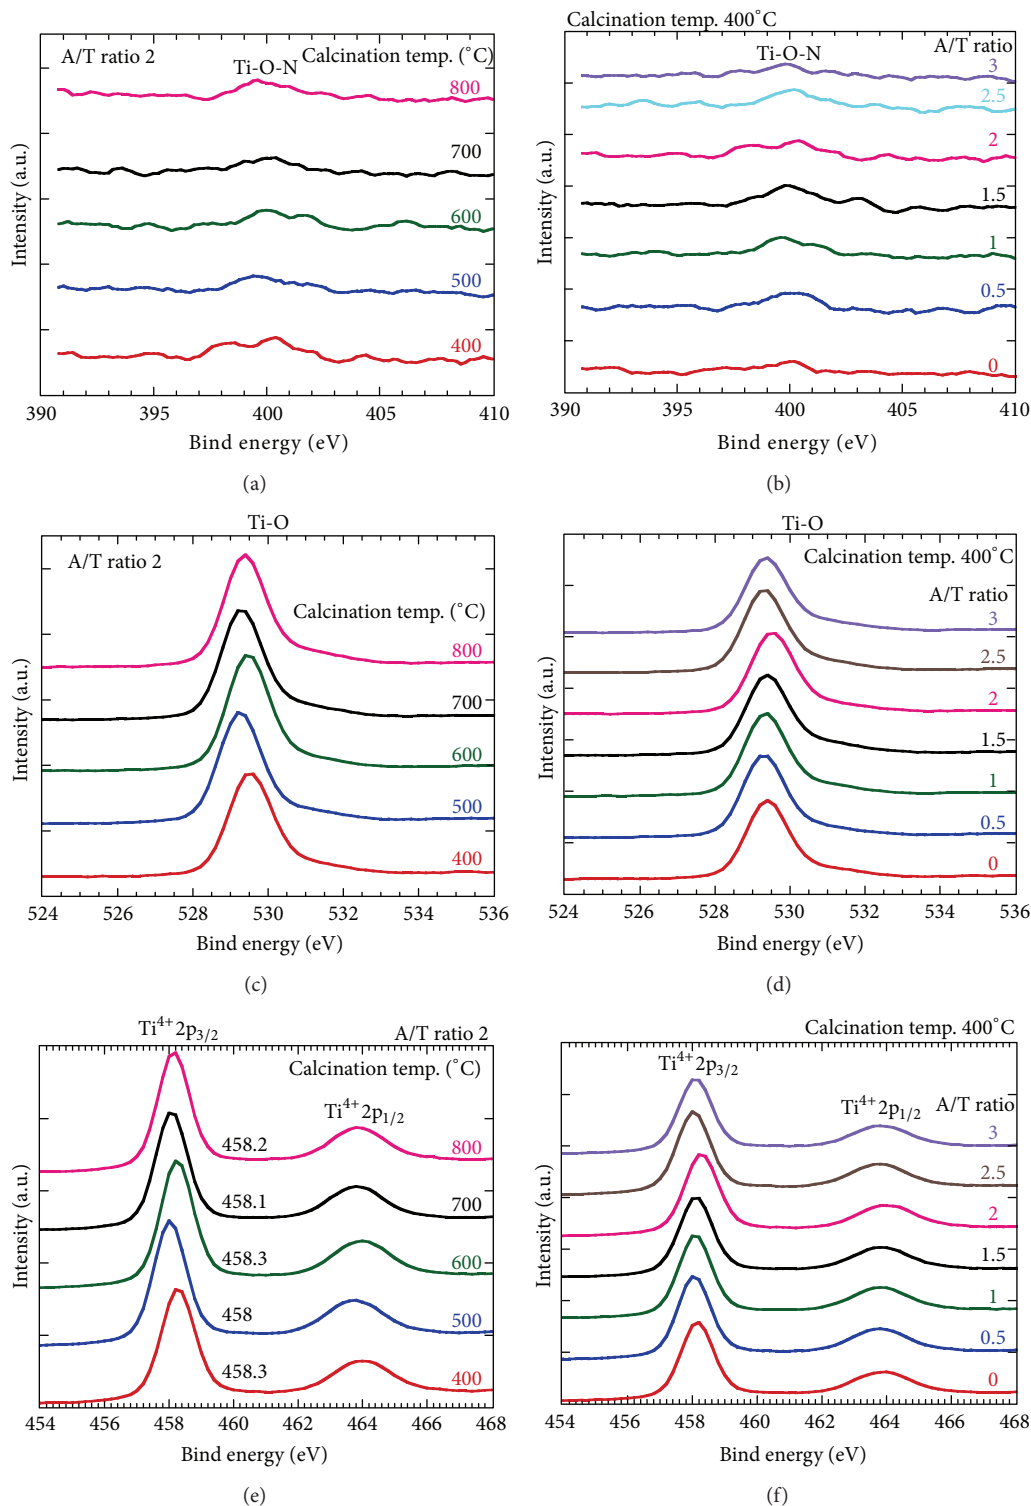 A/T ratio 2
Calcination temp. (°C)
Ti-O-N
800
700
600
500
400
Intensity (a.u.)
390 395 400 405 410
Bind energy (eV)
(a)
Calcination temp. 400°C
A/T ratio
Ti-O-N
3
2.5
2
1.5
1
0.5
0
Intensity (a.u.)
390 395 400 405 410
Bind energy (eV)
(b)
Ti-O
A/T ratio 2
Calcination temp. (°C)
800
700
600
500
400
Intensity (a.u.)
524 526 528 530 532 534 536
Bind energy (eV)
(c)
Ti-O
Calcination temp. 400°C
A/T ratio
3
2.5
2
1.5
1
0.5
0
Intensity (a.u.)
524 526 528 530 532 534 536
Bind energy (eV)
(d)
Ti⁴⁺2p₃/₂
A/T ratio 2
Calcination temp. (°C)
Ti⁴⁺2p₁/₂
458.2 800
458.1 700
458.3 600
458 500
458.3 400
Intensity (a.u.)
454 456 458 460 462 464 466 468
Bind energy (eV)
(e)
Calcination temp. 400°C
Ti⁴⁺2p₃/₂
Ti⁴⁺2p₁/₂ A/T ratio
3
2.5
2
1.5
1
0.5
0
Intensity (a.u.)
454 456 458 460 462 464 466 468
Bind energy (eV)
(f)